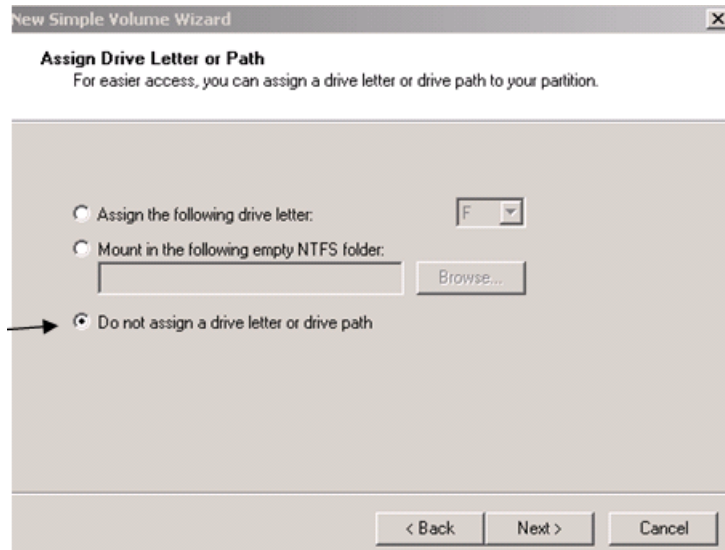 New Simple Volume Wizard
Assign Drive Letter or Path
For easier access, you can assign a drive letter or drive path to your partition.
Assign the following drive letter: F
Mount in the following empty NTFS folder:
Browse...
Do not assign a drive letter or drive path
< Back Next > Cancel